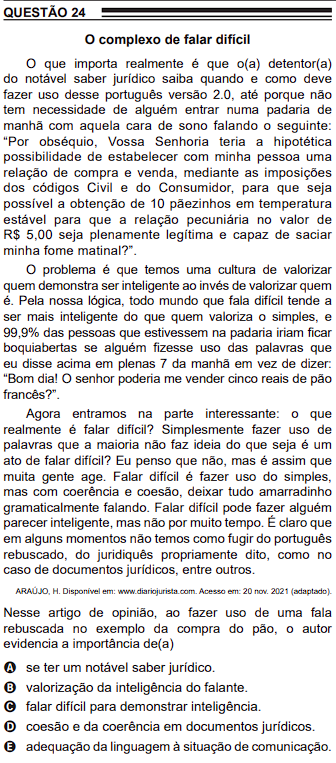 QUESTÃO 24
O complexo de falar difícil
O que importa realmente é que o(a) detentor(a)
do notável saber jurídico saiba quando e como deve
fazer uso desse português versão 2.0, até porque não
tem necessidade de alguém entrar numa padaria de
manhã com aquela cara de sono falando o seguinte:
“Por obséquio, Vossa Senhoria teria a hipotética
possibilidade de estabelecer com minha pessoa uma
relação de compra e venda, mediante as imposições
dos códigos Civil e do Consumidor, para que seja
possível a obtenção de 10 pãezinhos em temperatura
estável para que a relação pecuniária no valor de
R$ 5,00 seja plenamente legítima e capaz de saciar
minha fome matinal?”.
O problema é que temos uma cultura de valorizar
quem demonstra ser inteligente ao invés de valorizar quem
é. Pela nossa lógica, todo mundo que fala difícil tende a
ser mais inteligente do que quem valoriza o simples, e
99,9% das pessoas que estivessem na padaria iriam ficar
boquiabertas se alguém fizesse uso das palavras que
eu disse acima em plenas 7 da manhã em vez de dizer:
“Bom dia! O senhor poderia me vender cinco reais de pão
francês?”.
Agora entramos na parte interessante: o que
realmente é falar difícil? Simplesmente fazer uso de
palavras que a maioria não faz ideia do que seja é um
ato de falar difícil? Eu penso que não, mas é assim que
muita gente age. Falar difícil é fazer uso do simples,
mas com coerência e coesão, deixar tudo amarradinho
gramaticalmente falando. Falar difícil pode fazer alguém
parecer inteligente, mas não por muito tempo. É claro que
em alguns momentos não temos como fugir do português
rebuscado, do juridiquês propriamente dito, como no
caso de documentos jurídicos, entre outros.
ARAÚJO, H. Disponível em: www.diariojurista.com. Acesso em: 20 nov. 2021 (adaptado).
Nesse artigo de opinião, ao fazer uso de uma fala
rebuscada no exemplo da compra do pão, o autor
evidencia a importância de(a)
A se ter um notável saber jurídico.
B valorização da inteligência do falante.
C falar difícil para demonstrar inteligência.
D coesão e da coerência em documentos jurídicos.
E adequação da linguagem à situação de comunicação.